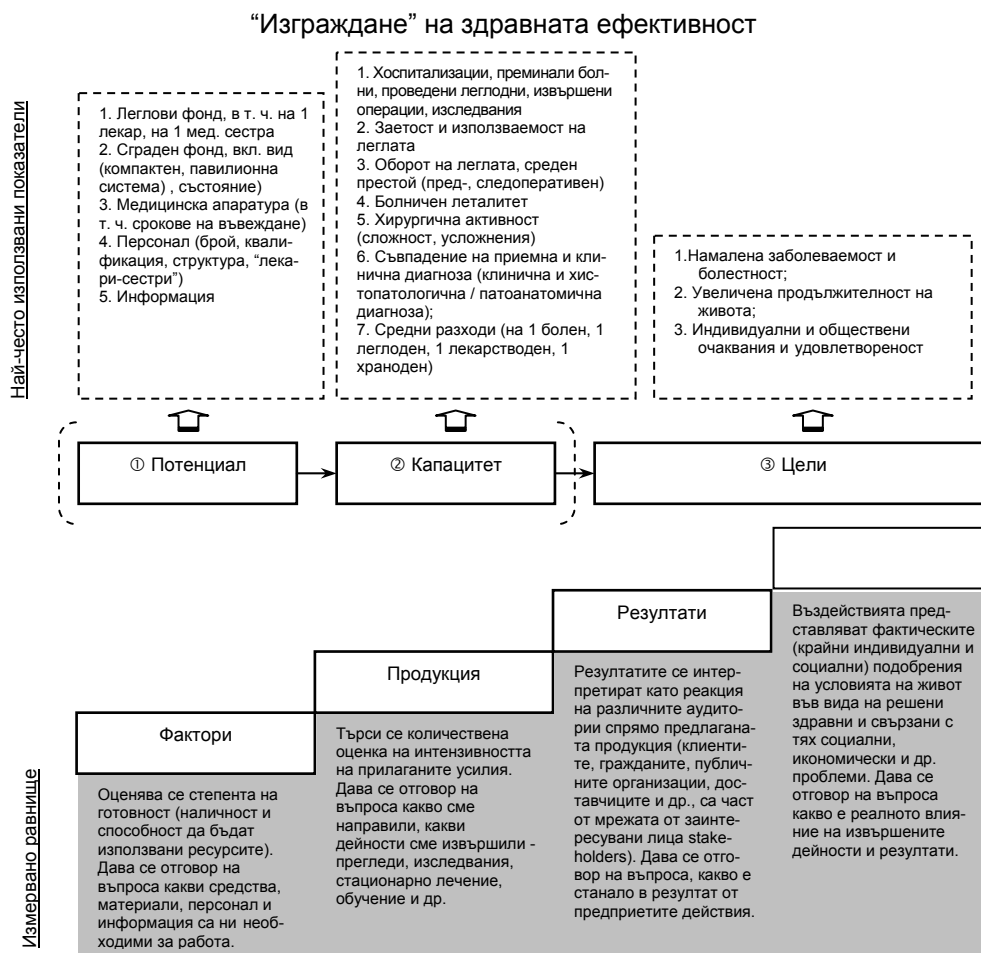 “Изграждане” на здравната ефективност
Най-често използвани показатели
1. Леглови фонд, в т. ч. на 1
лекар, на 1 мед. сестра
2. Сграден фонд, вкл. вид
(компактен, павилионна
система) , състояние)
3. Медицинска апаратура (в
т. ч. срокове на въвеждане)
4. Персонал (брой, квали-
фикация, структура, “лека-
ри-сестри”)
5. Информация
1. Хоспитализации, преминали бол-
ни, проведени леглодни, извършени
операции, изследвания
2. Заетост и използваемост на
леглата
3. Оборот на леглата, среден
престой (пред-, следоперативен)
4. Болничен леталитет
5. Хирургична активност
(сложност, усложнения)
6. Съвпадение на приемна и кли-
нична диагноза (клинична и хис-
топатологична / патоанатомична
диагноза);
7. Средни разходи (на 1 болен, 1
леглоден, 1 лекарстводен, 1
храноден)
1.Намалена заболеваемост и
болестност;
2. Увеличена продължителност на
живота;
3. Индивидуални и обществени
очаквания и удовлетвореност
① Потенциал
② Капацитет
③ Цели
Измервано равнище
Фактори
Оценява се степента на
готовност (наличност и
способност да бъдат
използвани ресурсите).
Дава се отговор на
въпроса какви средства,
материали, персонал и
информация са ни необ-
ходими за работа.
Продукция
Търси се количествена
оценка на интензивността
на прилаганите усилия.
Дава се отговор на
въпроса какво сме
направили, какви
дейности сме извършили -
прегледи, изследвания,
стационарно лечение,
обучение и др.
Резултати
Резултатите се интер-
претират като реакция
на различните аудито-
рии спрямо предлагана-
та продукция (клиенти-
те, гражданите, публич-
ните организации, дос-
тавчиците и др., са част
от мрежата от заинте-
ресувани лица stake-
holders). Дава се отго-
вор на въпроса, какво е
станало в резултат от
предприетите действия.
Въздействията пред-
ставляват фактическите
(крайни индивидуални и
социални) подобрения
на условията на живот
във вида на решени
здравни и свързани с
тях социални,
икономически и др.
проблеми. Дава се
отговор на въпроса
какво е реалното влия-
ние на извършените
дейности и резултати.